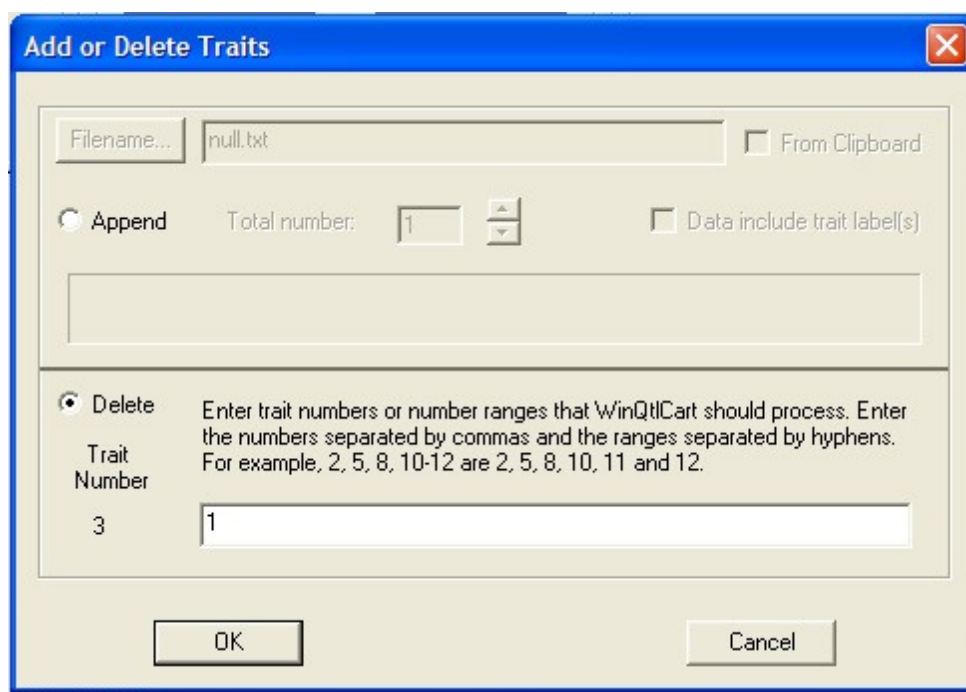 Add or Delete Traits
Filename... null.txt From Clipboard
Append Total number: 1 Data include trait label(s)
Delete
Enter trait numbers or number ranges that WinQtlCart should process. Enter
the numbers separated by commas and the ranges separated by hyphens.
For example, 2, 5, 8, 10-12 are 2, 5, 8, 10, 11 and 12.
Trait
Number
3
1
OK Cancel